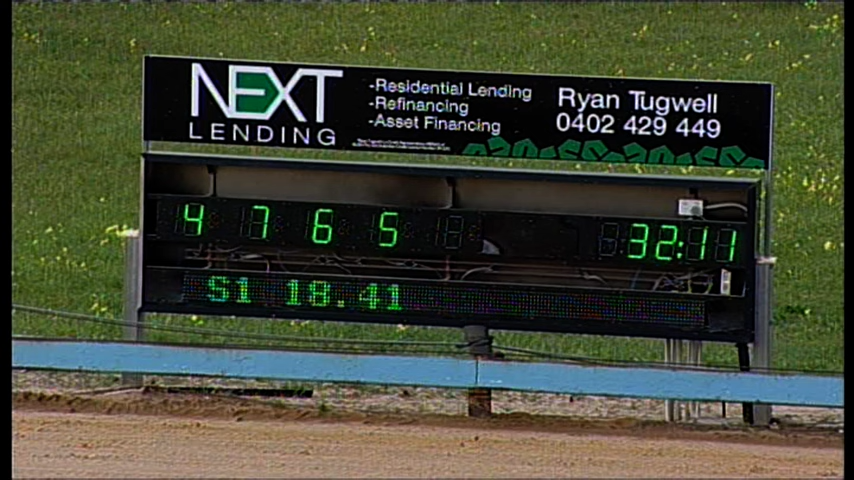 NEXT
LENDING
-Residential Lending
-Refinancing
-Asset Financing
Ryan Tugwell
0402 429 449
4 7 6 5
32:11
S1 18.41